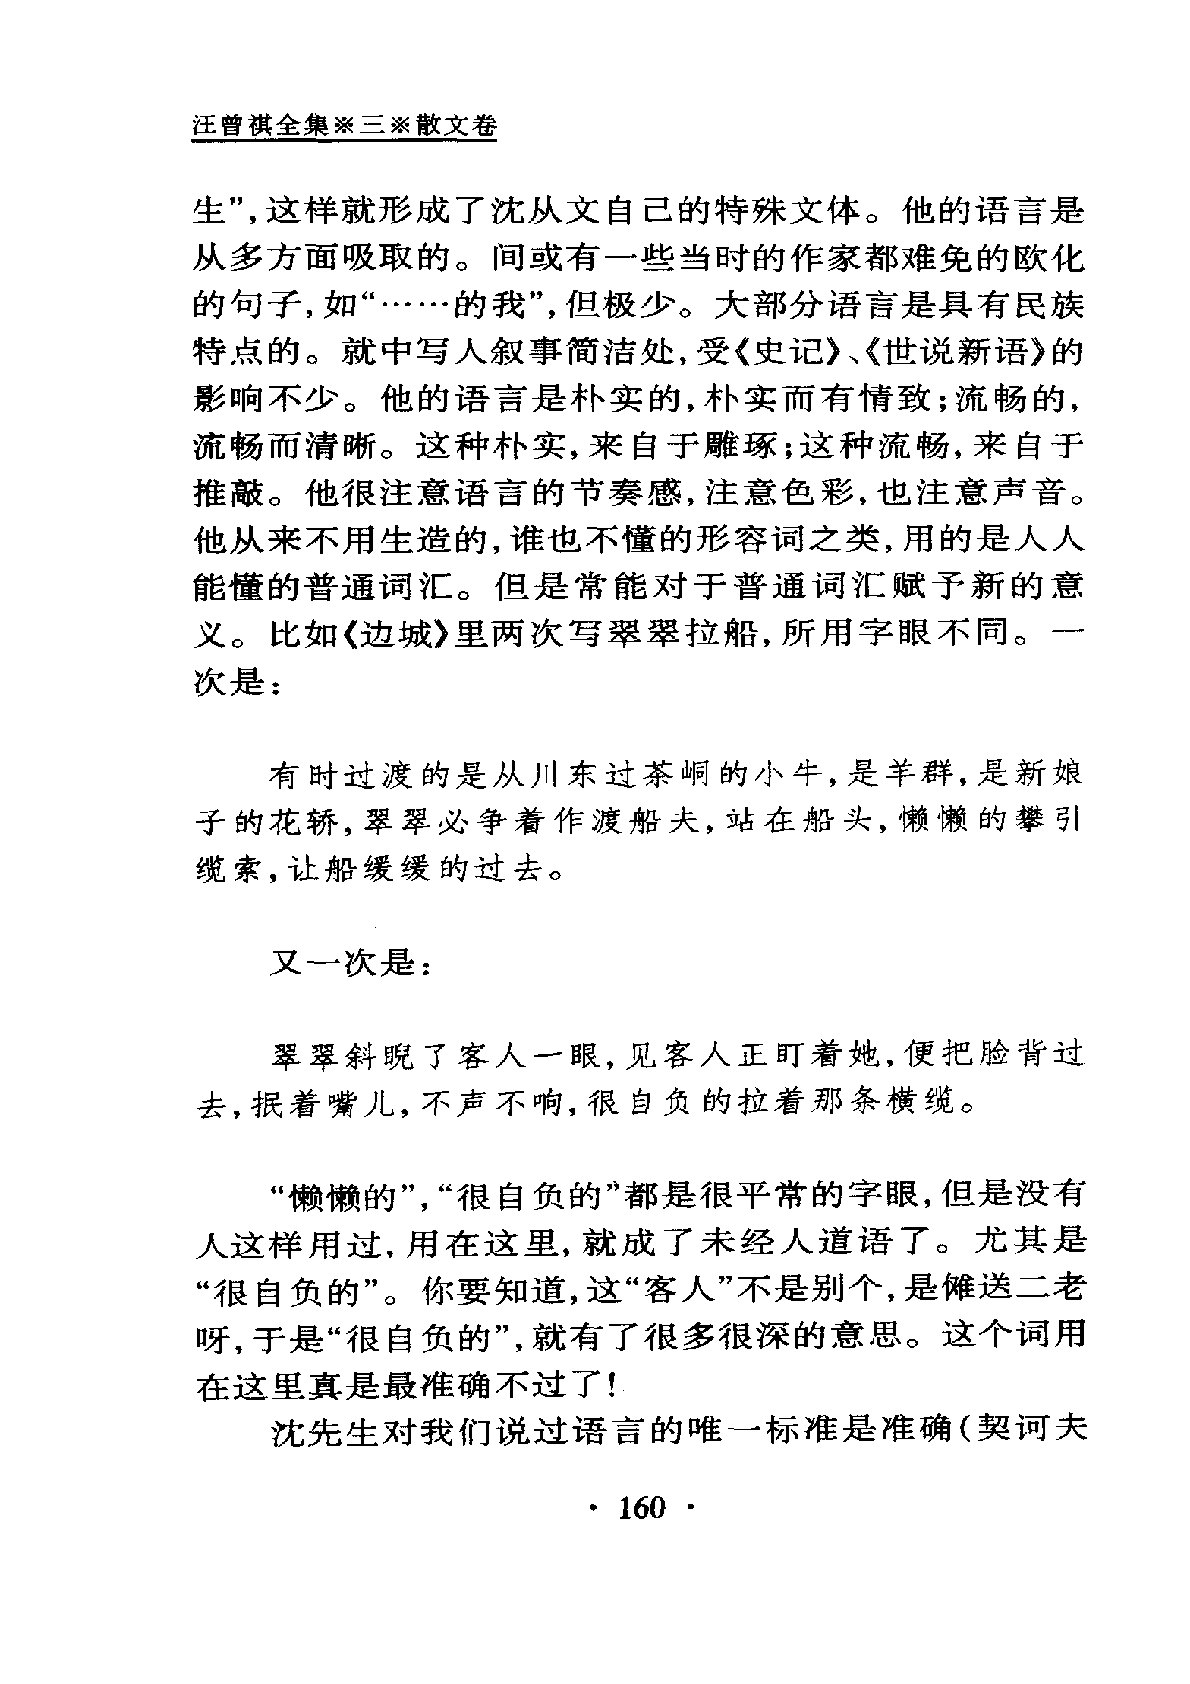 汪曾祺全集※三※散文卷
生”，这样就形成了沈从文自己的特殊文体。他的语言是
从多方面吸取的。间或有一些当时的作家都难免的欧化
的句子，如“……的我”，但极少。大部分语言是具有民族
特点的。就中写人叙事简洁处，受《史记》、《世说新语》的
影响不少。他的语言是朴实的，朴实而有情致；流畅的，
流畅而清晰。这种朴实，来自于雕琢；这种流畅，来自于
推敲。他很注意语言的节奏感，注意色彩，也注意声音。
他从来不用生造的，谁也不懂的形容词之类，用的是人人
能懂的普通词汇。但是常能对于普通词汇赋予新的意
义。比如《边城》里两次写翠翠拉船，所用字眼不同。一
次是：
有时过渡的是从川东过茶峒的小牛，是羊群，是新娘
子的花轿，翠翠必争着作渡船夫，站在船头，懒懒的攀引
缆索，让船缓缓的过去。
又一次是：
翠翠斜睨了客人一眼，见客人正盯着她，便把脸背过
去，抿着嘴儿，不声不响，很自负的拉着那条横缆。
“懒懒的”，“很自负的”都是很平常的字眼，但是没有
人这样用过，用在这里，就成了未经人道语了。尤其是
“很自负的”。你要知道，这“客人”不是别个，是傩送二老
呀，于是“很自负的”，就有了很多很深的意思。这个词用
在这里真是最准确不过了！
沈先生对我们说过语言的唯一标准是准确（契诃夫
· 160 ·